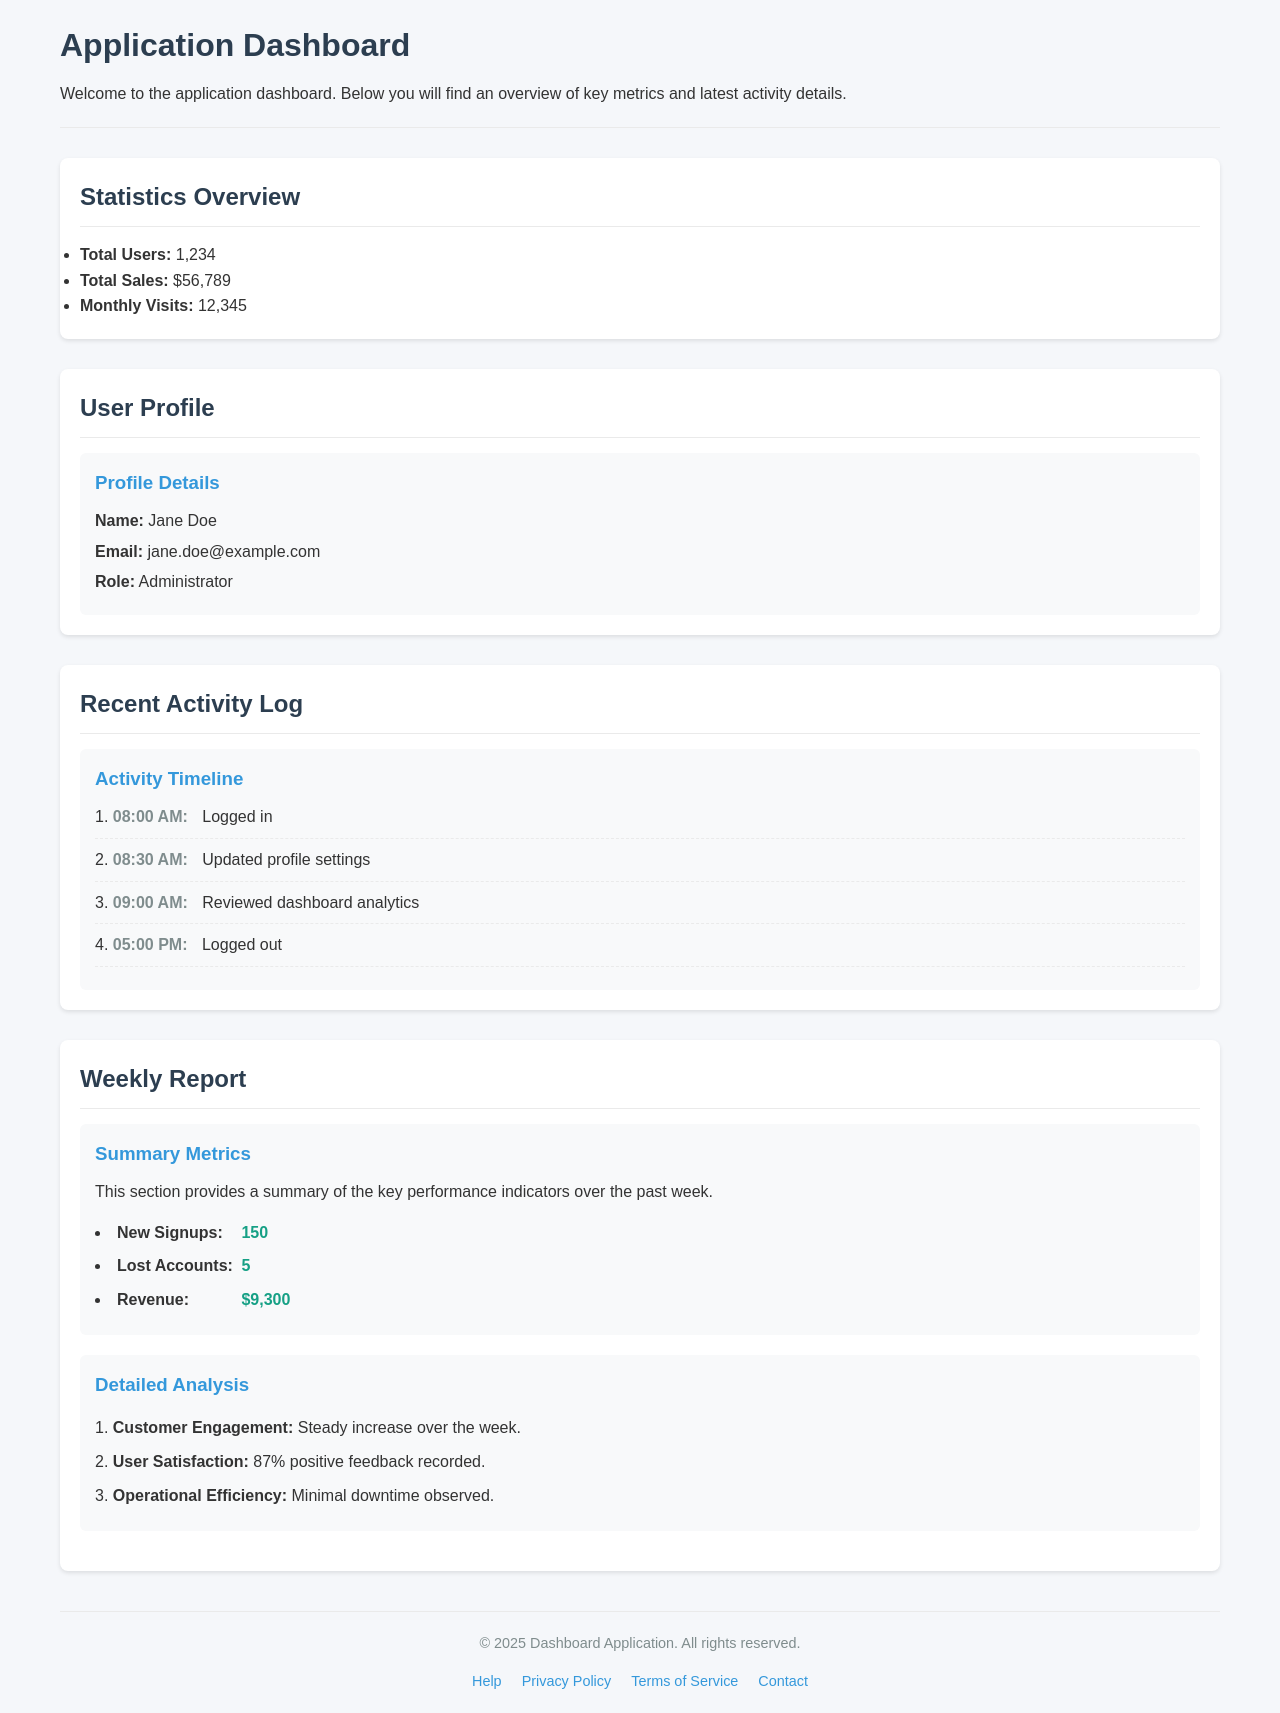 Application Dashboard
Welcome to the application dashboard. Below you will find an overview of key metrics and latest activity details.
Statistics Overview
• Total Users: 1,234
• Total Sales: $56,789
• Monthly Visits: 12,345
User Profile
Profile Details
Name: Jane Doe
Email: jane.doe@example.com
Role: Administrator
Recent Activity Log
Activity Timeline
1. 08:00 AM: Logged in
2. 08:30 AM: Updated profile settings
3. 09:00 AM: Reviewed dashboard analytics
4. 05:00 PM: Logged out
Weekly Report
Summary Metrics
This section provides a summary of the key performance indicators over the past week.
• New Signups: 150
• Lost Accounts: 5
• Revenue: $9,300
Detailed Analysis
1. Customer Engagement: Steady increase over the week.
2. User Satisfaction: 87% positive feedback recorded.
3. Operational Efficiency: Minimal downtime observed.
© 2025 Dashboard Application. All rights reserved.
Help Privacy Policy Terms of Service Contact